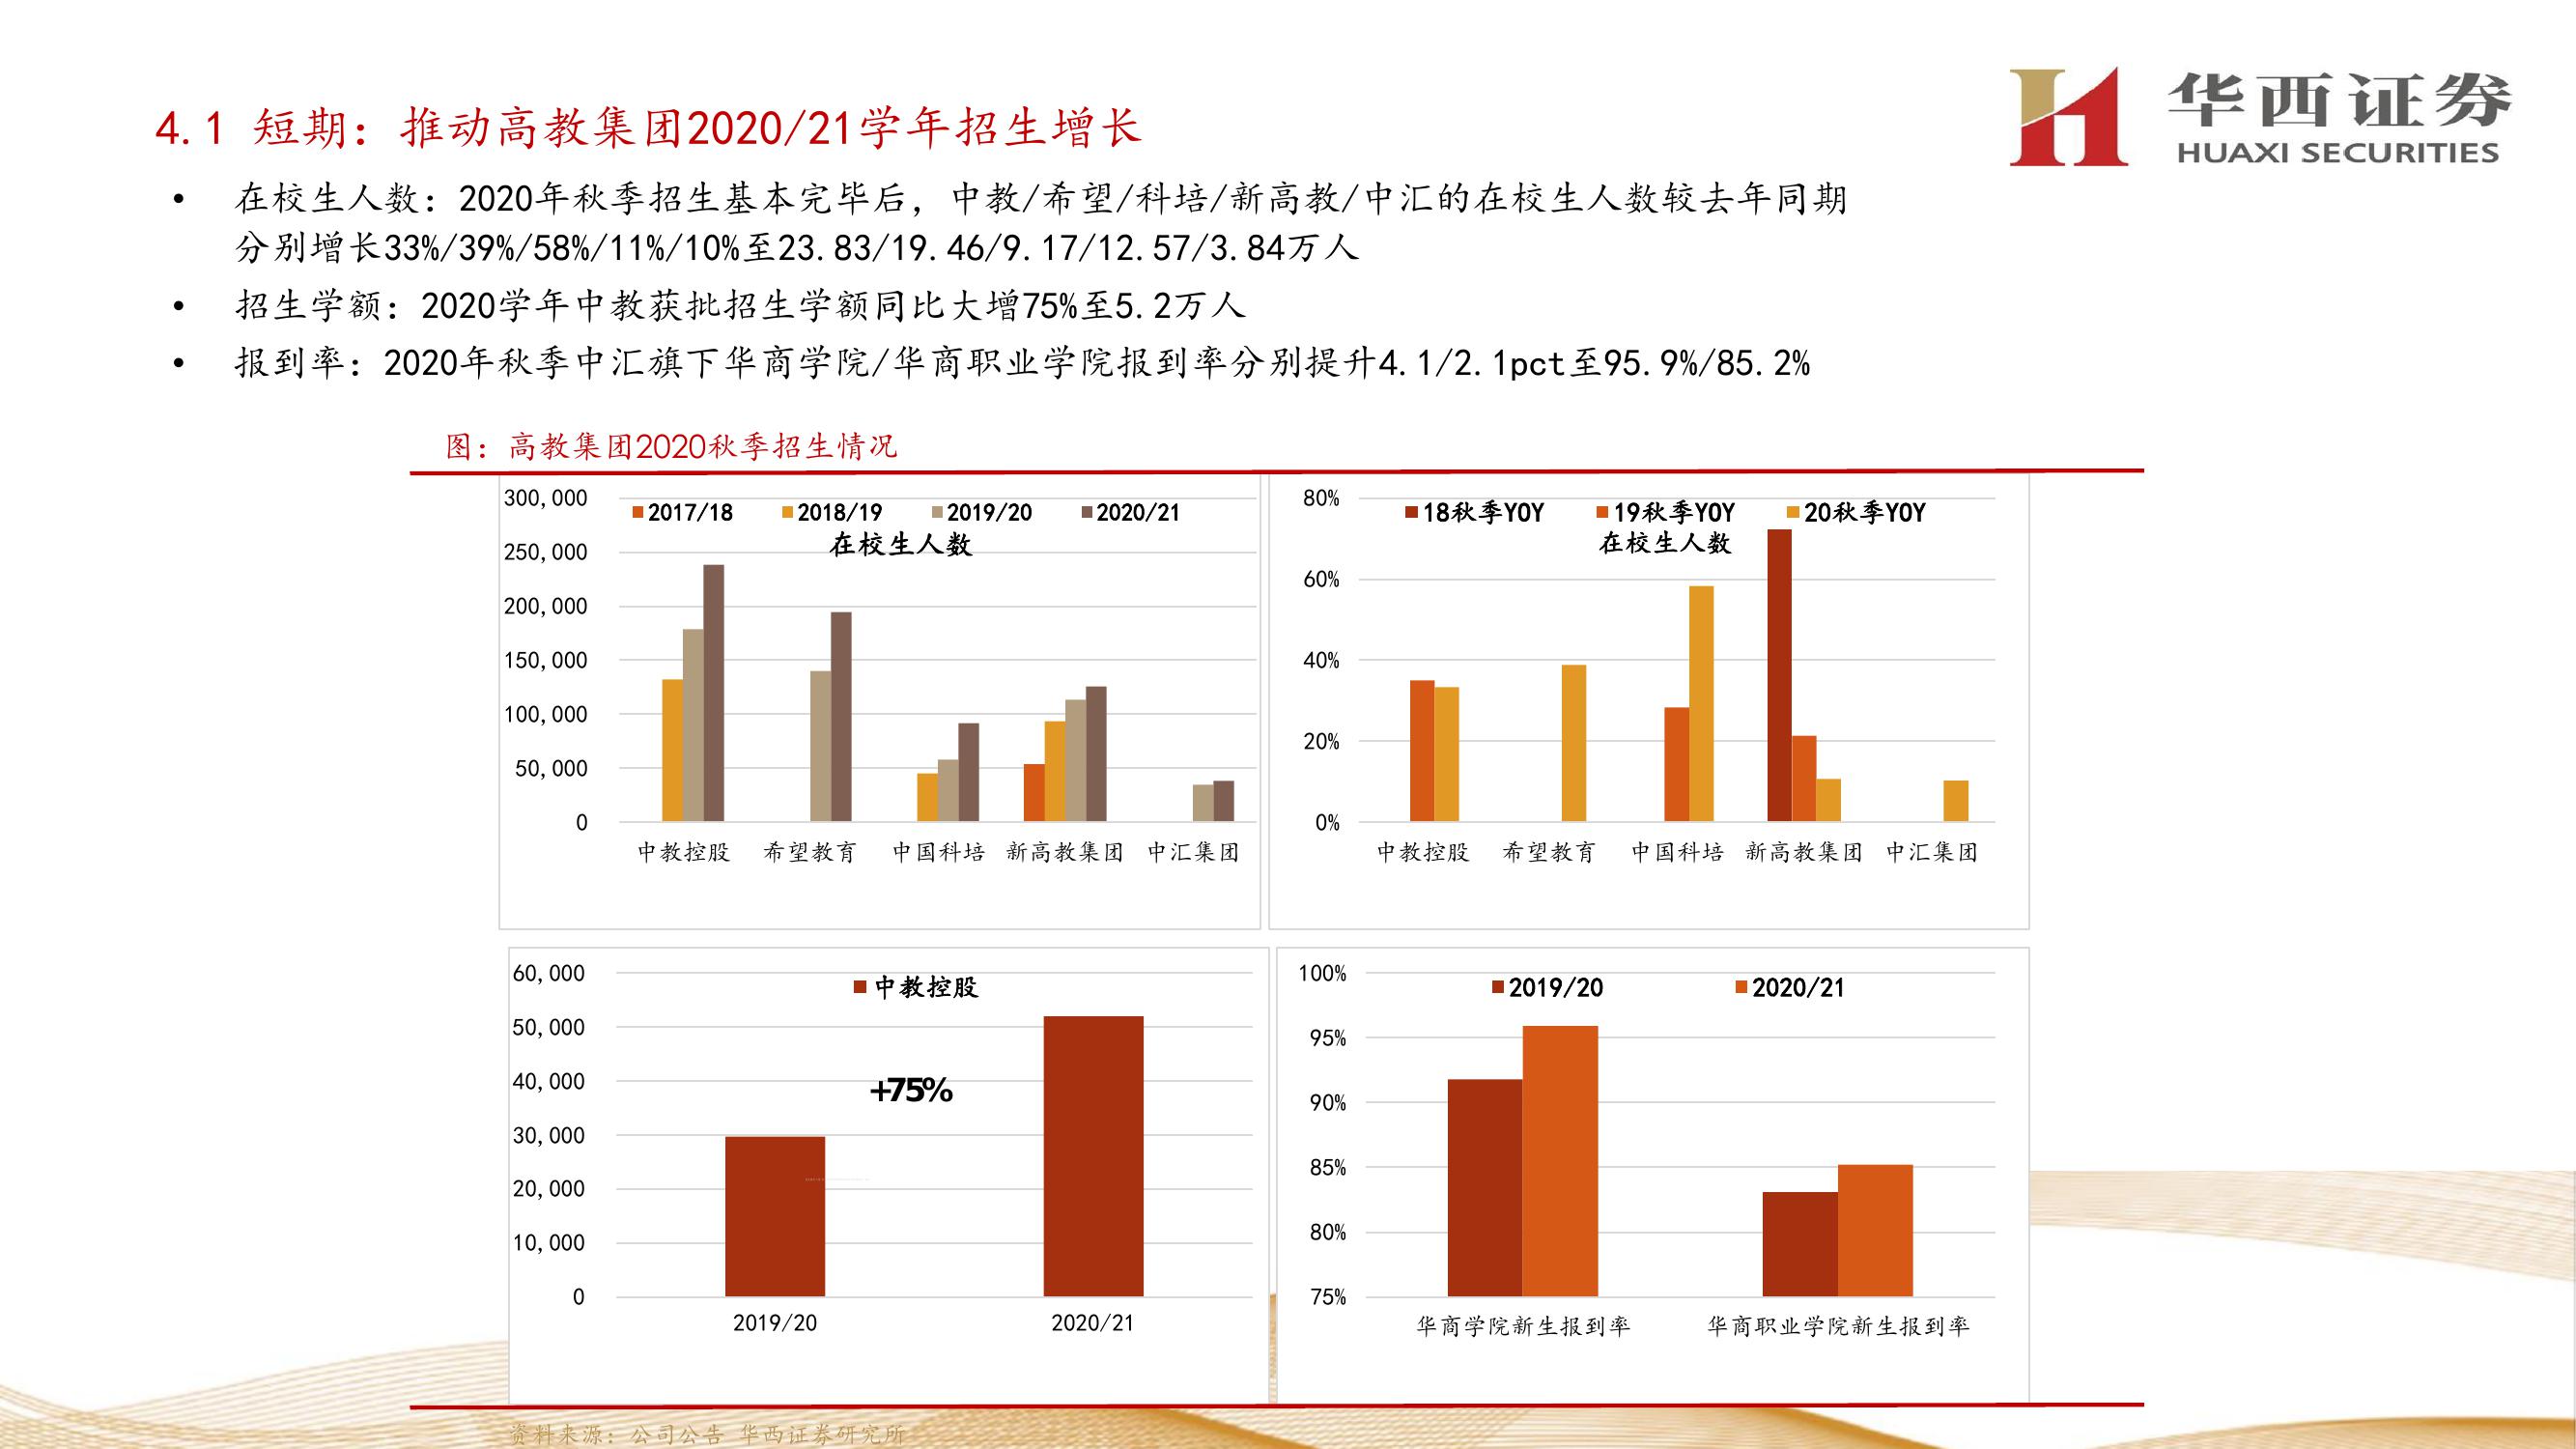 华西证券
HUAXI SECURITIES
4.1 短期：推动高教集团2020/21学年招生增长
• 在校生人数：2020年秋季招生基本完毕后，中教/希望/科培/新高教/中汇的在校生人数较去年同期
分别增长33%/39%/58%/11%/10%至23.83/19.46/9.17/12.57/3.84万人
• 招生学额：2020学年中教获批招生学额同比大增75%至5.2万人
• 报到率：2020年秋季中汇旗下华商学院/华商职业学院报到率分别提升4.1/2.1pct至95.9%/85.2%
图：高教集团2020秋季招生情况
300,000
250,000
200,000
150,000
100,000
50,000
0
2017/18 2018/19 2019/20 2020/21
在校生人数
中教控股 希望教育 中国科培 新高教集团 中汇集团
80%
60%
40%
20%
0%
18秋季YOY 19秋季YOY 20秋季YOY
在校生人数
中教控股 希望教育 中国科培 新高教集团 中汇集团
60,000
50,000
40,000
30,000
20,000
10,000
0
中教控股
+75%
2019/20 2020/21
100%
95%
90%
85%
80%
75%
2019/20 2020/21
华商学院新生报到率 华商职业学院新生报到率
资料来源：公司公告 华西证券研究所